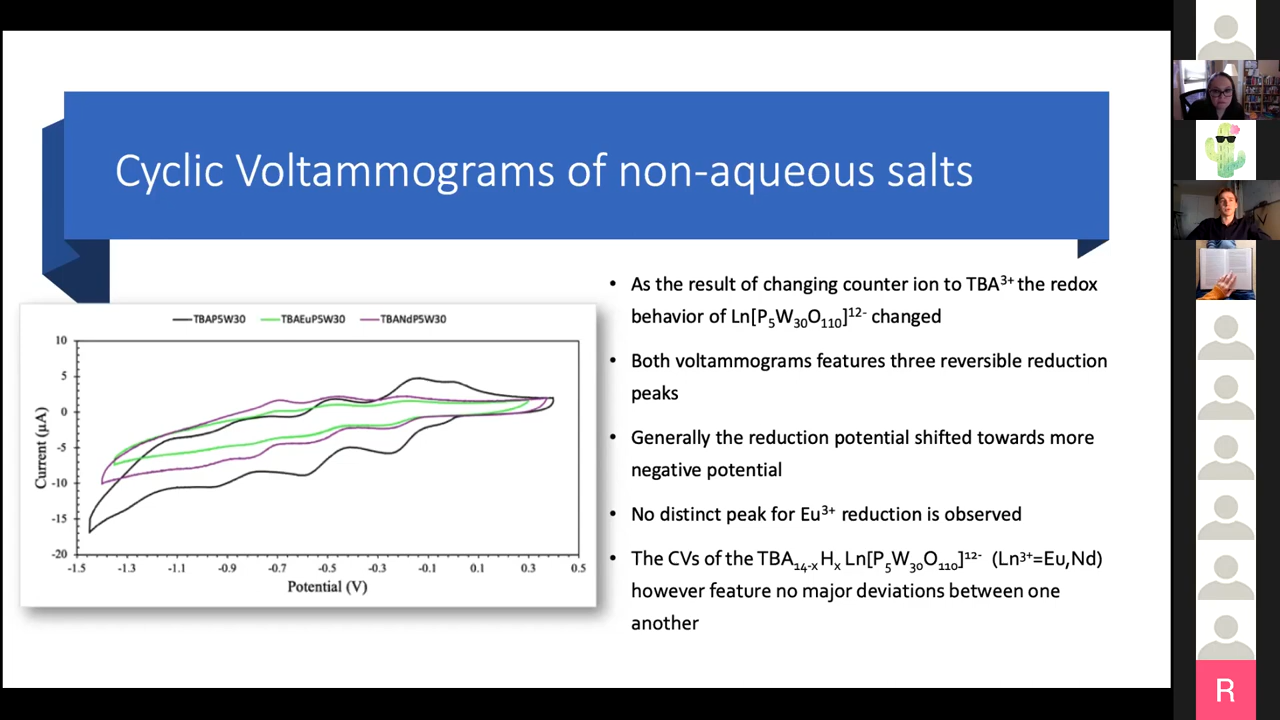 Cyclic Voltammograms of non-aqueous salts
TBAP5W30 TBAEuP5W30 TBANdP5W30
10
5
0
-5
-10
-15
-20
Current (µA)
-1.5 -1.3 -1.1 -0.9 -0.7 -0.5 -0.3 -0.1 0.1 0.3 0.5
Potential (V)
• As the result of changing counter ion to TBA³⁺ the redox
behavior of Ln[P₅W₃₀O₁₁₀]¹²⁻ changed
• Both voltammograms features three reversible reduction
peaks
• Generally the reduction potential shifted towards more
negative potential
• No distinct peak for Eu³⁺ reduction is observed
• The CVs of the TBA₁₄₋ₓHₓ Ln[P₅W₃₀O₁₁₀]¹²⁻ (Ln³⁺=Eu,Nd)
however feature no major deviations between one
another
R